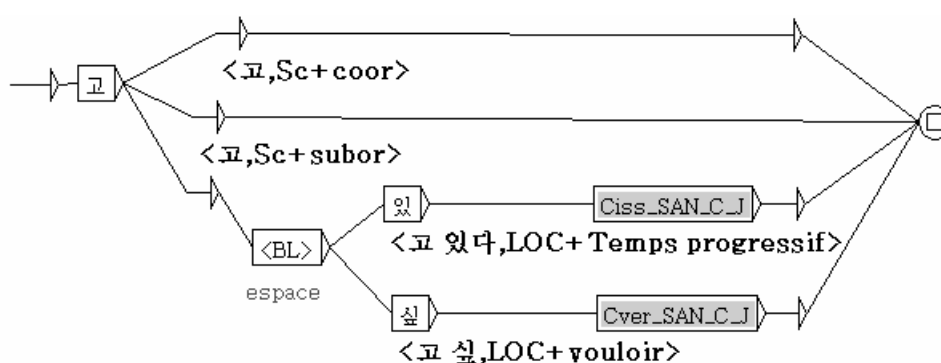 고
<고,Sc+coor>
<고,Sc+subor>
있
Ciss_SAN_C_J
<고 있다,LOC+Temps progressif>
<BL>
espace
싶
Cver_SAN_C_J
<고 싶,LOC+vouloir>